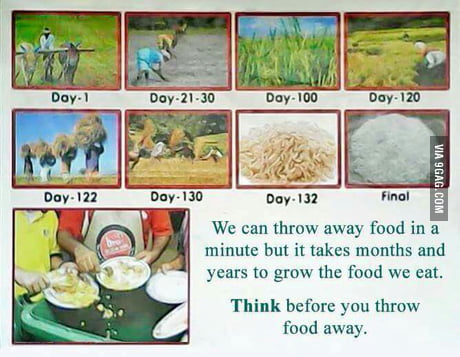 Day-1
Day-21-30
Day-100
Day-120
Day-122
Day-130
Day-132
Final
We can throw away food in a
minute but it takes months and
years to grow the food we eat.
Think before you throw
food away.
VIA 9GAG.COM